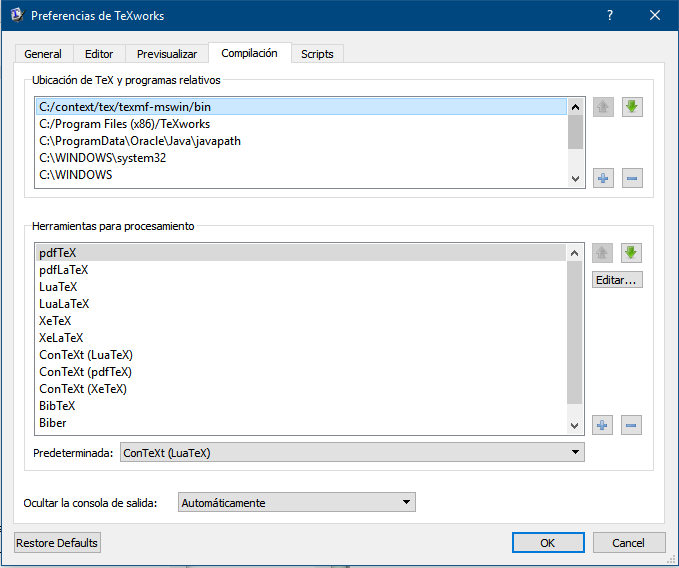 Preferencias de TeXworks
General Editor Previsualizar Compilación Scripts
Ubicación de TeX y programas relativos
C:/context/tex/texmf-mswin/bin
C:/Program Files (x86)/TeXworks
C:\ProgramData\Oracle\Java\javapath
C:\WINDOWS\system32
C:\WINDOWS
Herramientas para procesamiento
pdfTeX
pdfLaTeX
Editar...
LuaTeX
LuaLaTeX
XeTeX
XeLaTeX
ConTeXt (LuaTeX)
ConTeXt (pdfTeX)
ConTeXt (XeTeX)
BibTeX
Biber
Predeterminada: ConTeXt (LuaTeX)
Ocultar la consola de salida: Automáticamente
Restore Defaults OK Cancel